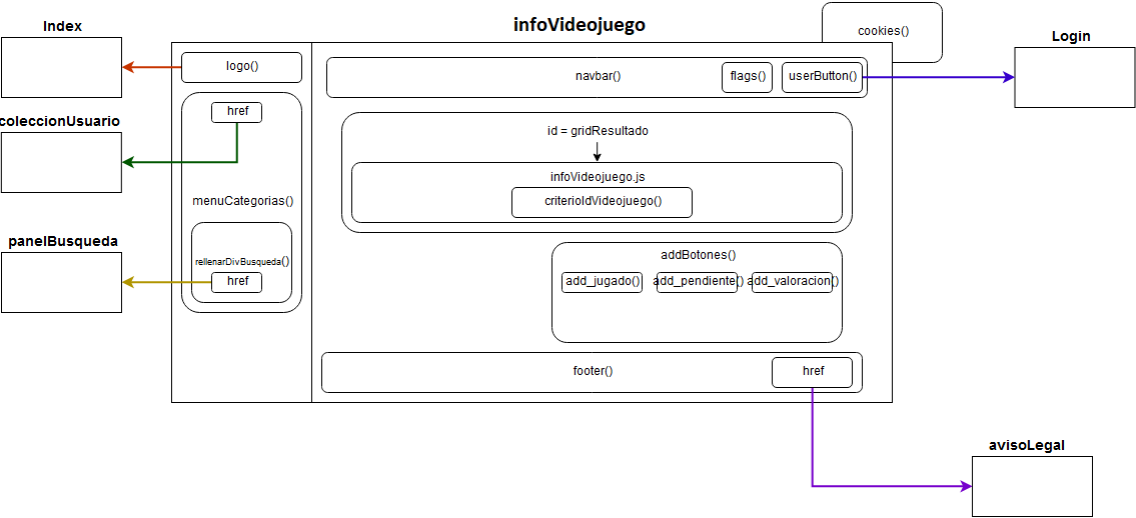 infoVideojuego
cookies()
Index
Login
logo()
navbar()
flags()
userButton()
href
coleccionUsuario
id = gridResultado
infoVideojuego.js
criterioIdVideojuego()
menuCategorias()
panelBusqueda
rellenarDivBusqueda()
href
addBotones()
add_jugado()
add_pendiente()
add_valoracion()
footer()
href
avisoLegal